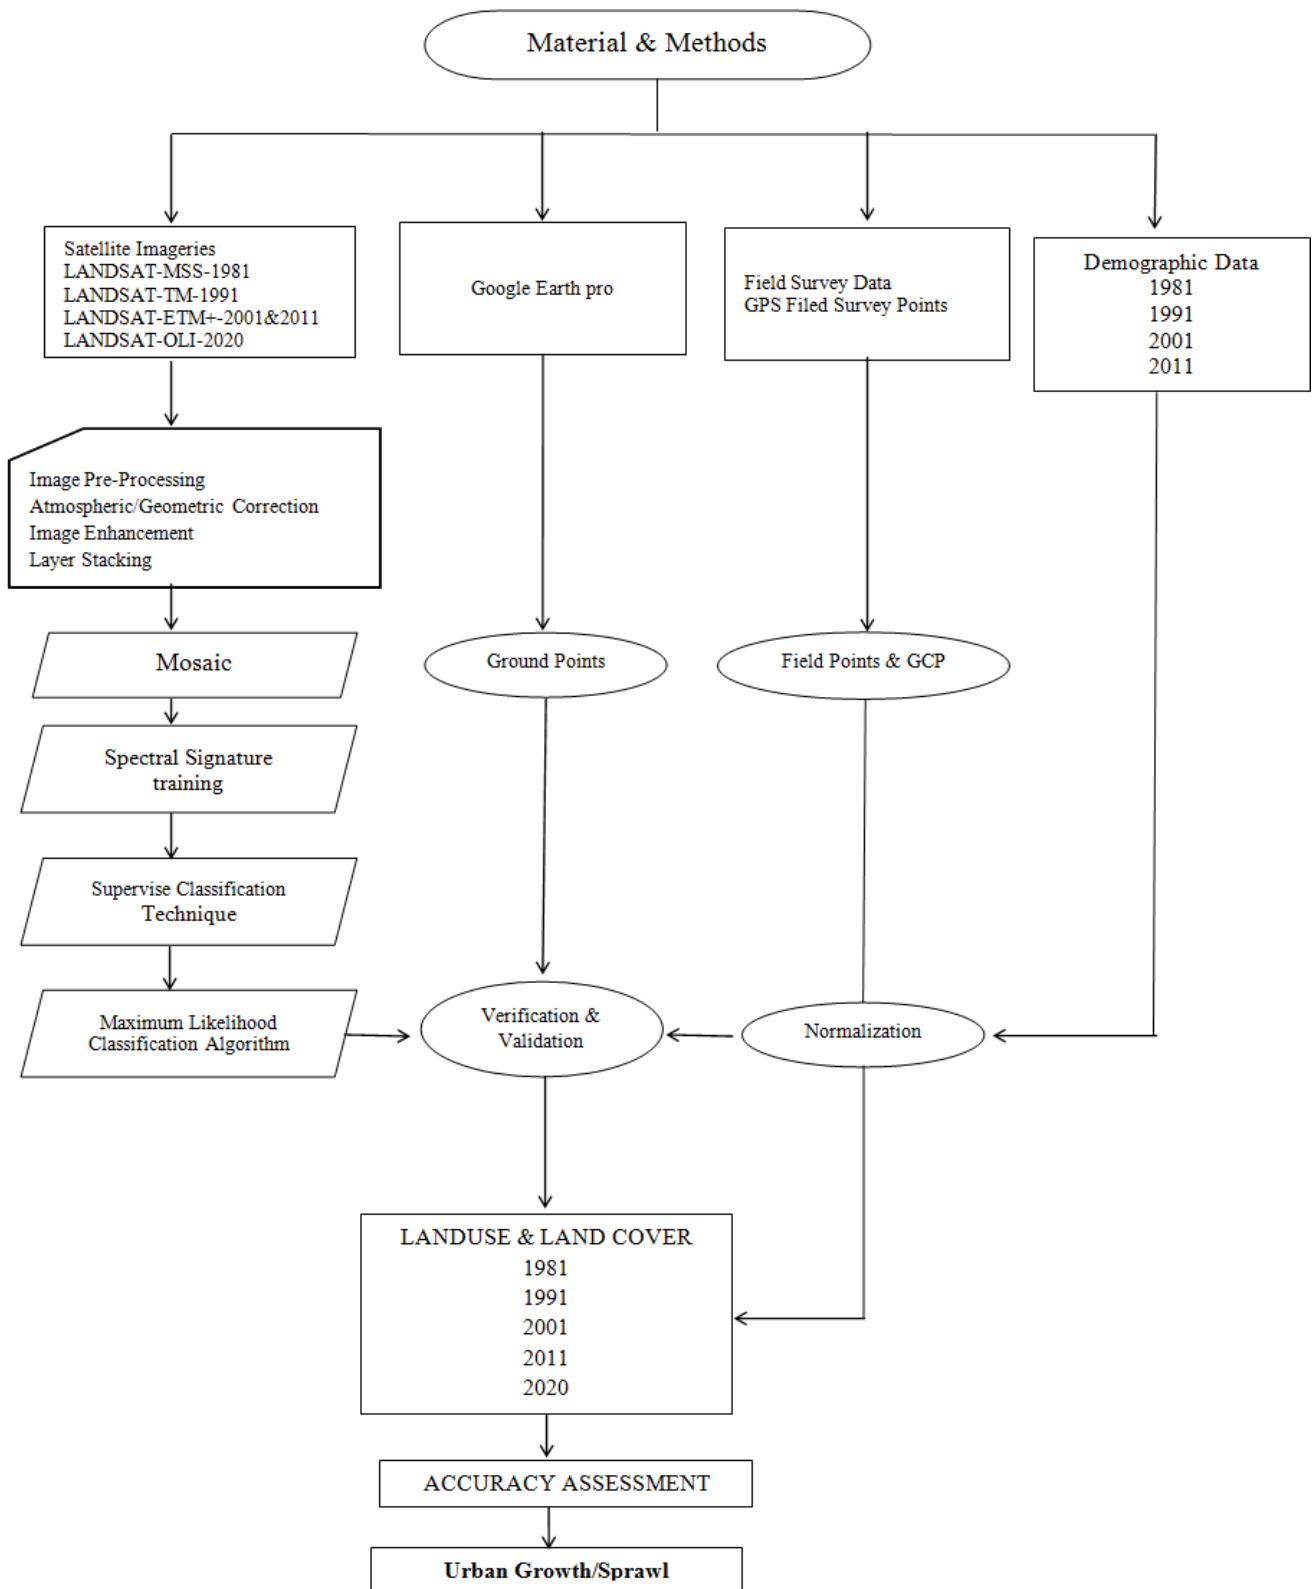 Material & Methods
Satellite Imageries
LANDSAT-MSS-1981
LANDSAT-TM-1991
LANDSAT-ETM+-2001&2011
LANDSAT-OLI-2020
Google Earth pro
Field Survey Data
GPS Filed Survey Points
Demographic Data
1981
1991
2001
2011
Image Pre-Processing
Atmospheric/Geometric Correction
Image Enhancement
Layer Stacking
Mosaic
Ground Points
Field Points & GCP
Spectral Signature
training
Supervise Classification
Technique
Maximum Likelihood
Classification Algorithm
Verification &
Validation
Normalization
LANDUSE & LAND COVER
1981
1991
2001
2011
2020
ACCURACY ASSESSMENT
Urban Growth/Sprawl